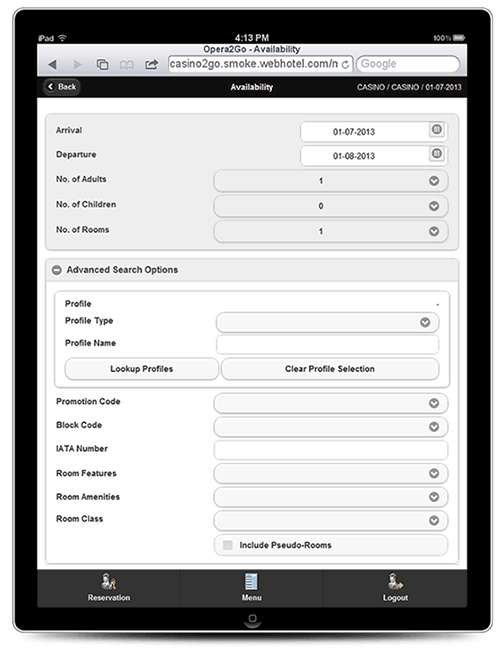 iPad 4:13 PM 100%
Opera2Go - Availability
casino2go.smoke.webhotel.com/n Google
Back Availability CASINO / CASINO / 01-07-2013
Arrival 01-07-2013
Departure 01-08-2013
No. of Adults 1
No. of Children 0
No. of Rooms 1
Advanced Search Options
Profile -
Profile Type
Profile Name
Lookup Profiles Clear Profile Selection
Promotion Code
Block Code
IATA Number
Room Features
Room Amenities
Room Class
Include Pseudo-Rooms
Reservation Menu Logout